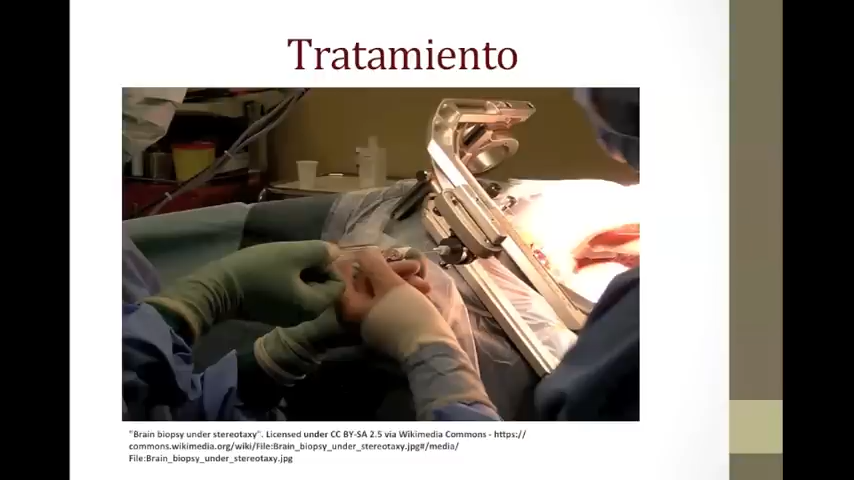 Tratamiento
"Brain biopsy under stereotaxy". Licensed under CC BY-SA 2.5 via Wikimedia Commons - https://
commons.wikimedia.org/wiki/File:Brain_biopsy_under_stereotaxy.jpg#/media/
File:Brain_biopsy_under_stereotaxy.jpg